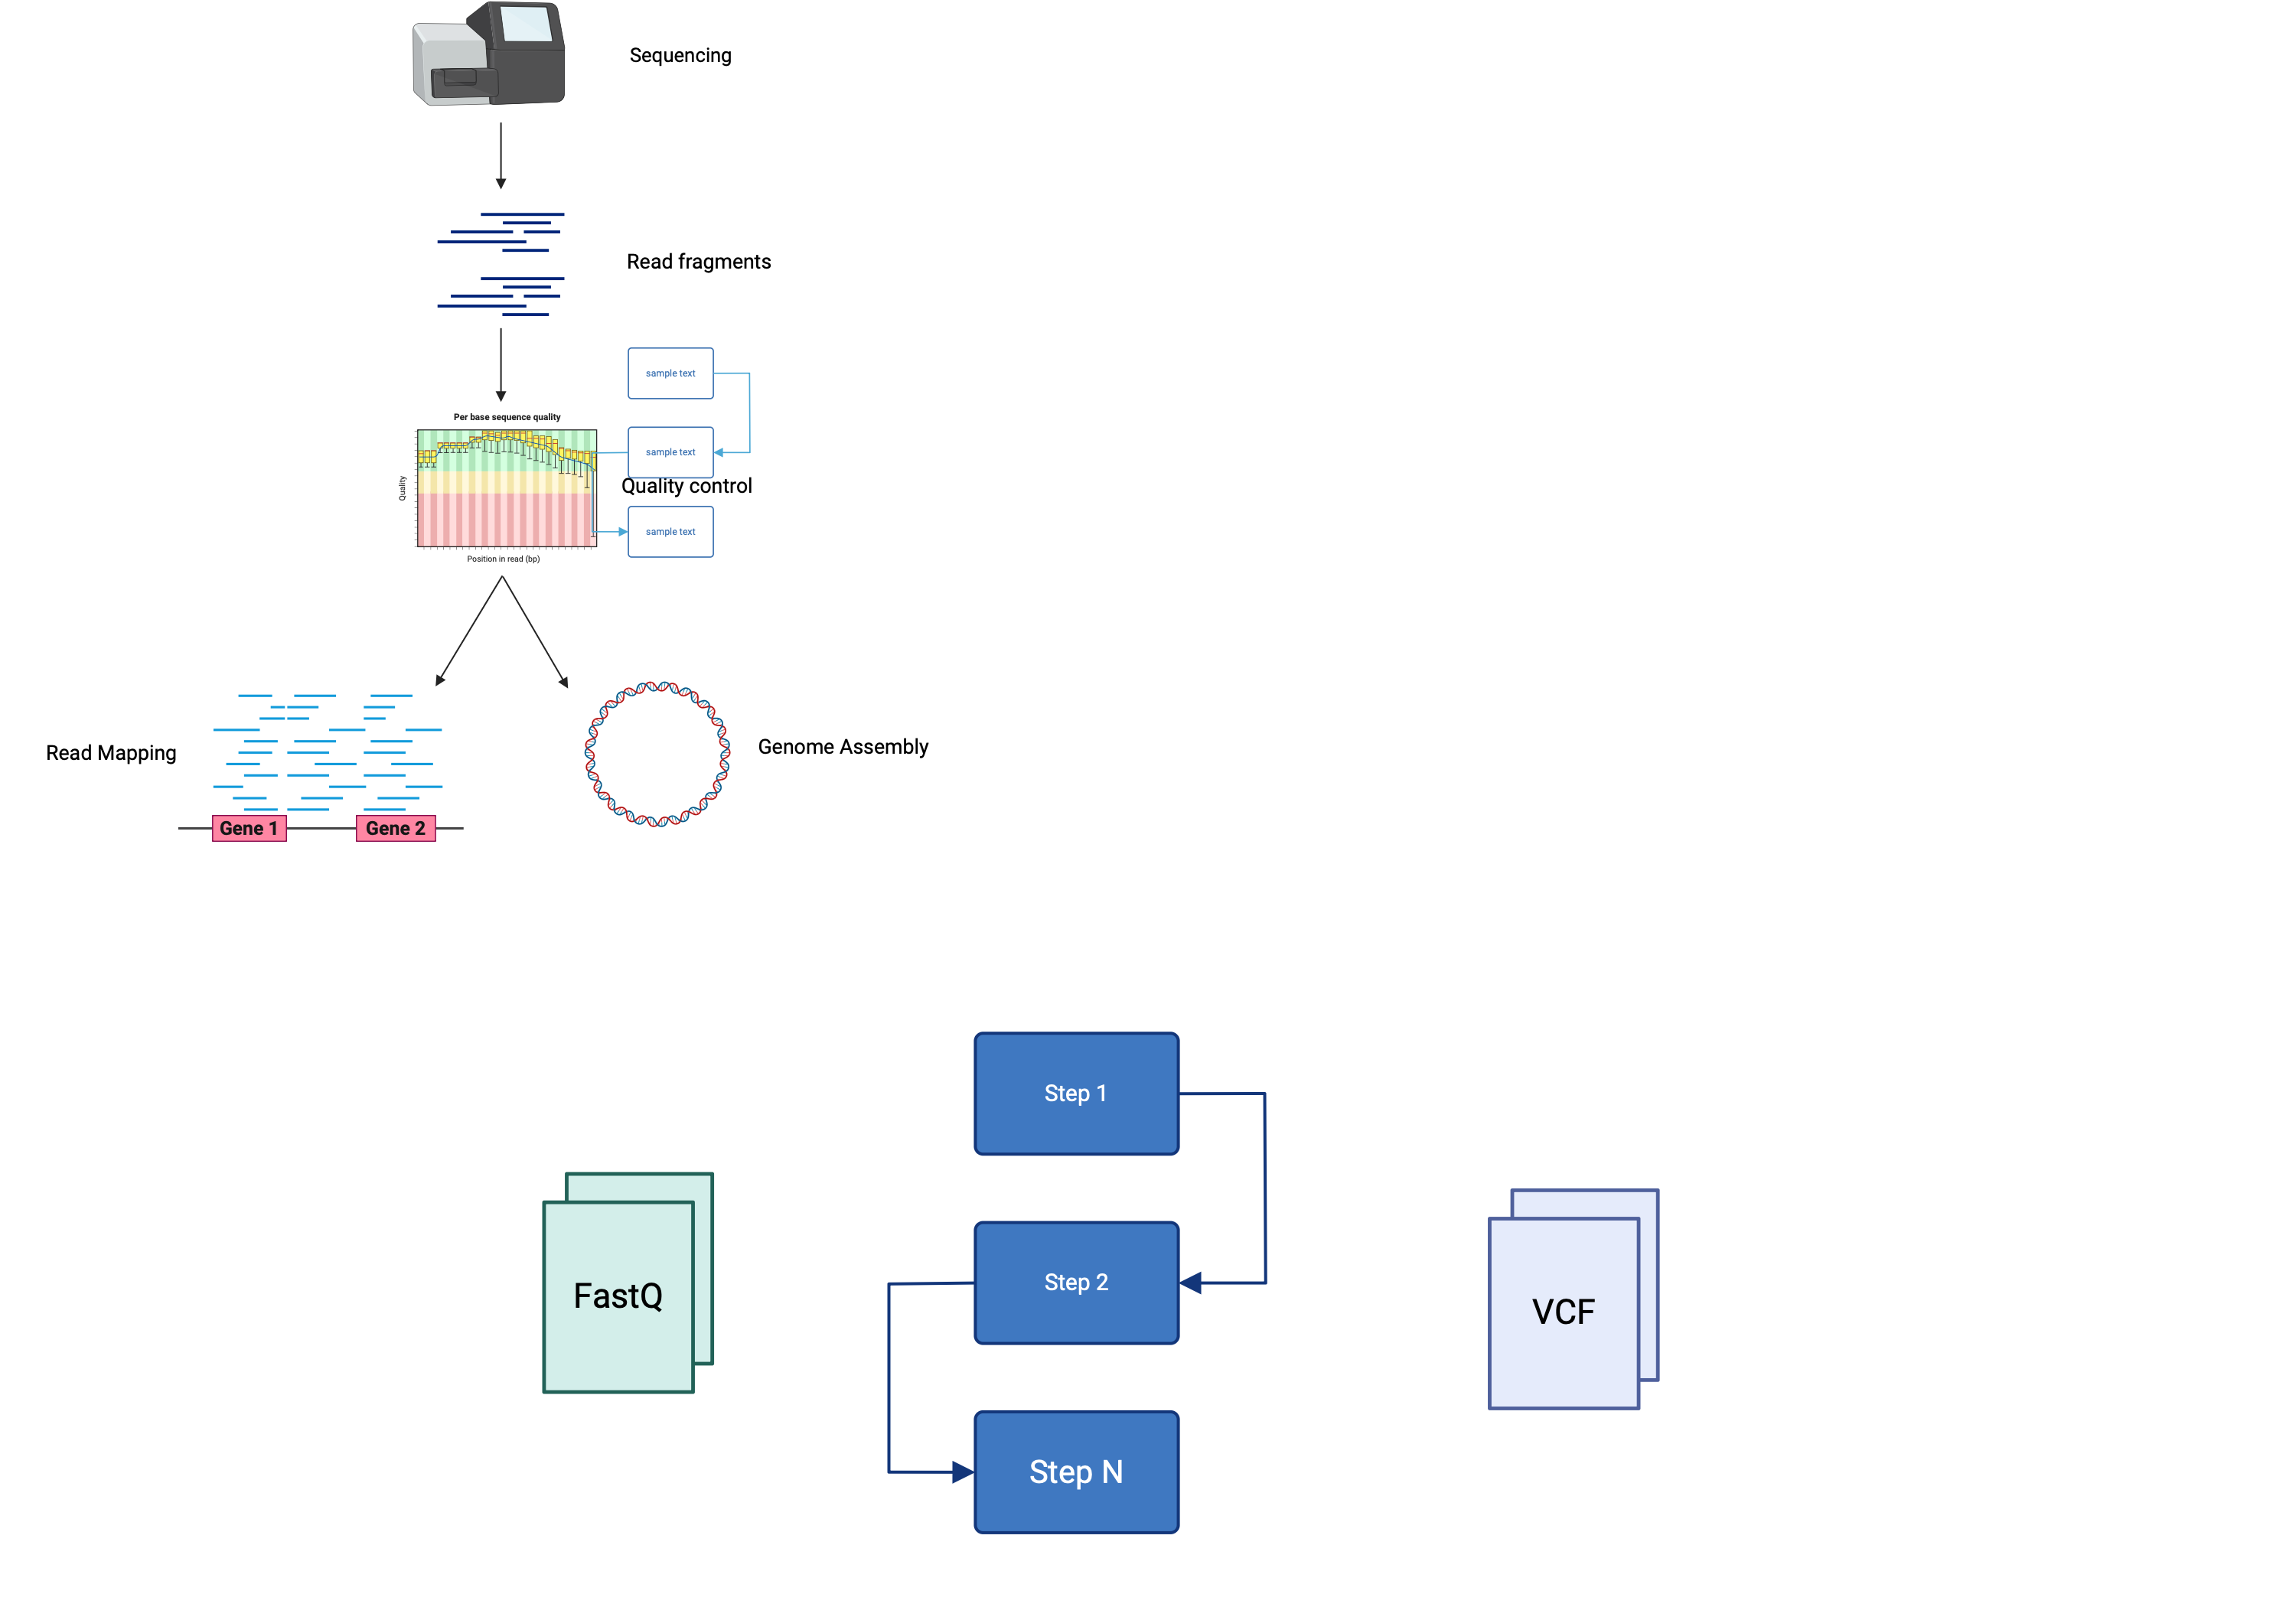 Sequencing
Read fragments
sample text
Per base sequence quality
sample text
Quality
Quality control
sample text
Position in read (bp)
Read Mapping
Genome Assembly
Gene 1
Gene 2
Step 1
FastQ
Step 2
VCF
Step N